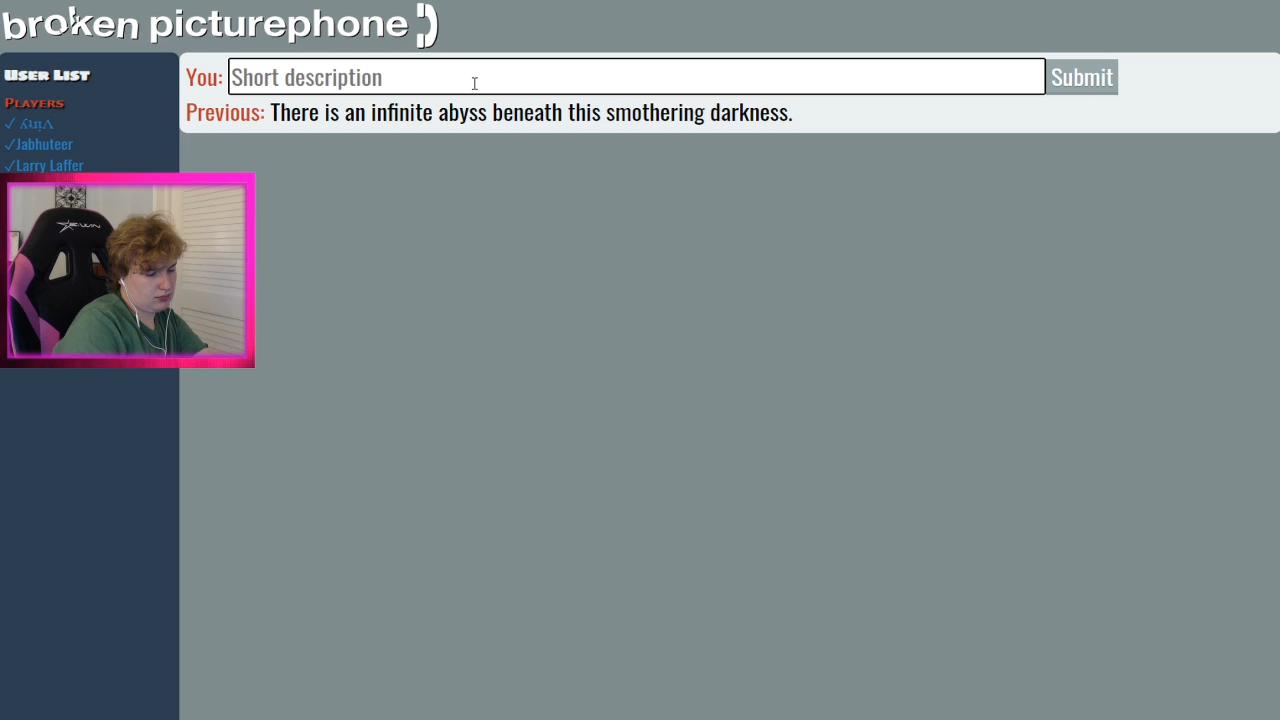 broken picturephone
User List
Players
✓
✓Jabhuteer
✓Larry Laffer
You: Short description Submit
Previous: There is an infinite abyss beneath this smothering darkness.
EWIN